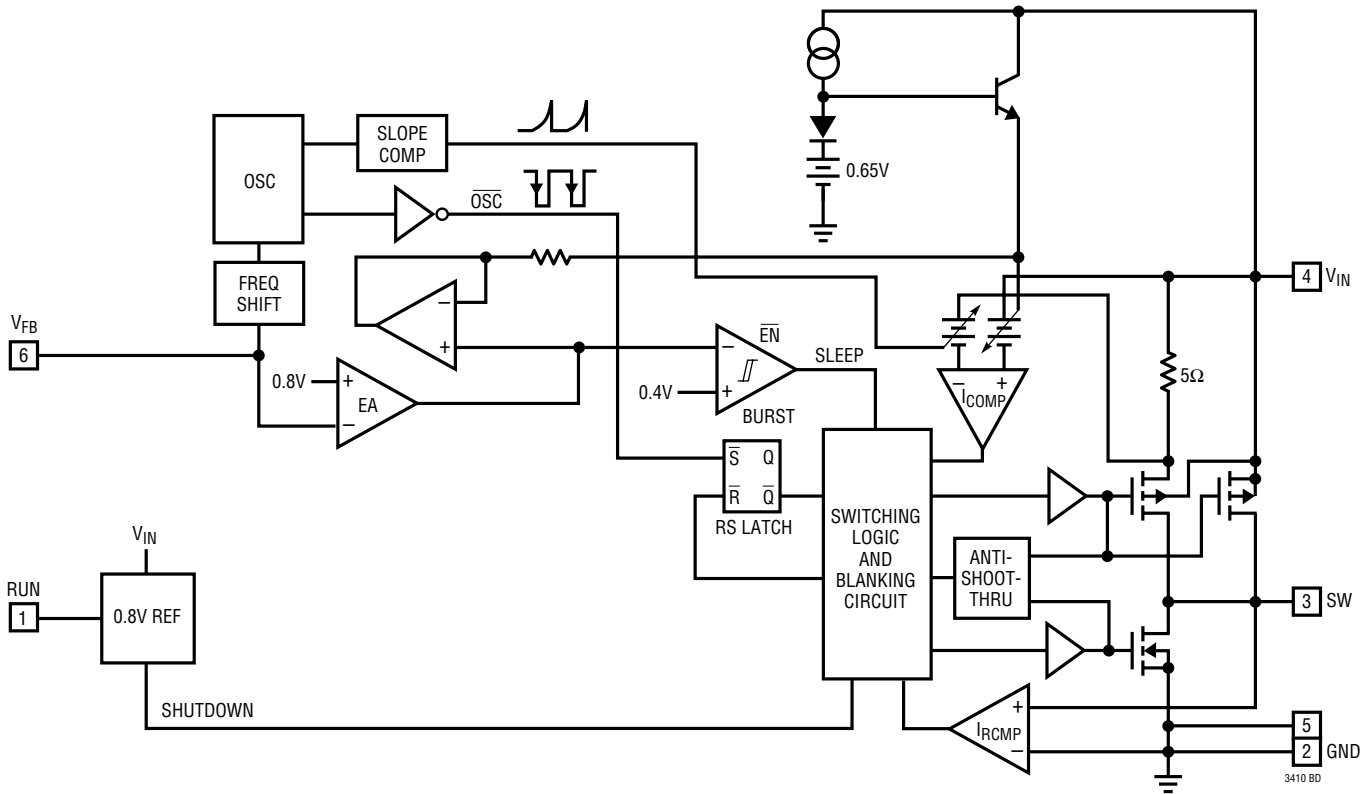 SLOPE
COMP
OSC
0.65V
O̅S̅C̅
FREQ
SHIFT
4 VIN
VFB
6
−
+
E̅N̅
SLEEP
− +
ICOMP
5Ω
0.8V
+
EA
−
−
0.4V
+
BURST
S̅ Q
R̅ Q̅
RS LATCH
SWITCHING
LOGIC
AND
BLANKING
CIRCUIT
ANTI-
SHOOT-
THRU
VIN
RUN
1
0.8V REF
3 SW
SHUTDOWN
+
IRCMP
−
5
2 GND
3410 BD